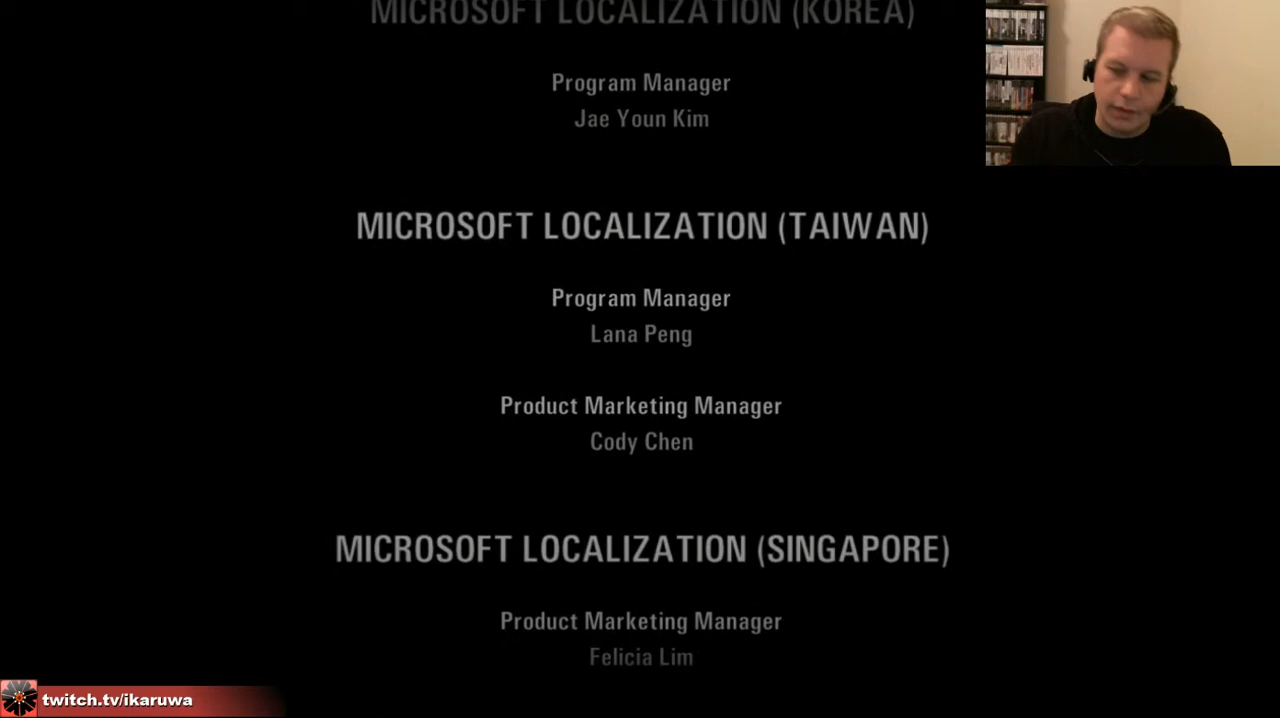 MICROSOFT LOCALIZATION (KOREA)
Program Manager
Jae Youn Kim
MICROSOFT LOCALIZATION (TAIWAN)
Program Manager
Lana Peng
Product Marketing Manager
Cody Chen
MICROSOFT LOCALIZATION (SINGAPORE)
Product Marketing Manager
Felicia Lim
twitch.tv/ikaruwa